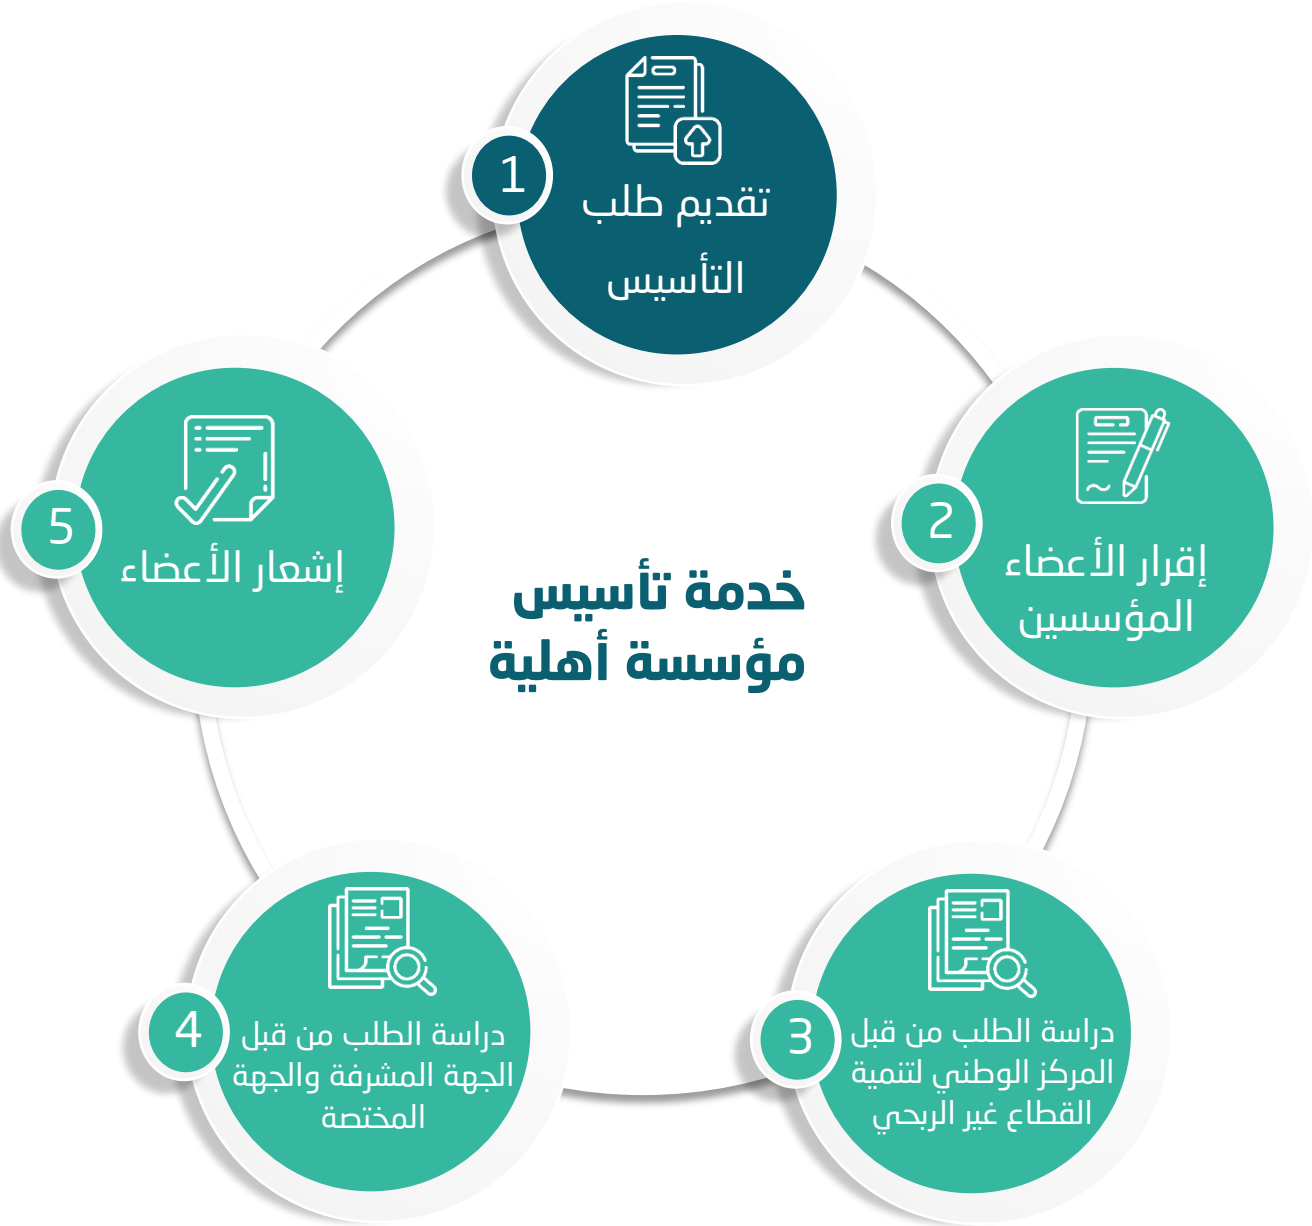 خدمة تأسيس
مؤسسة أهلية
1
تقديم طلب
التأسيس
2
إقرار الأعضاء
المؤسسين
3
دراسة الطلب من قبل
المركز الوطني لتنمية
القطاع غير الربحي
4
دراسة الطلب من قبل
الجهة المشرفة والجهة
المختصة
5
إشعار الأعضاء